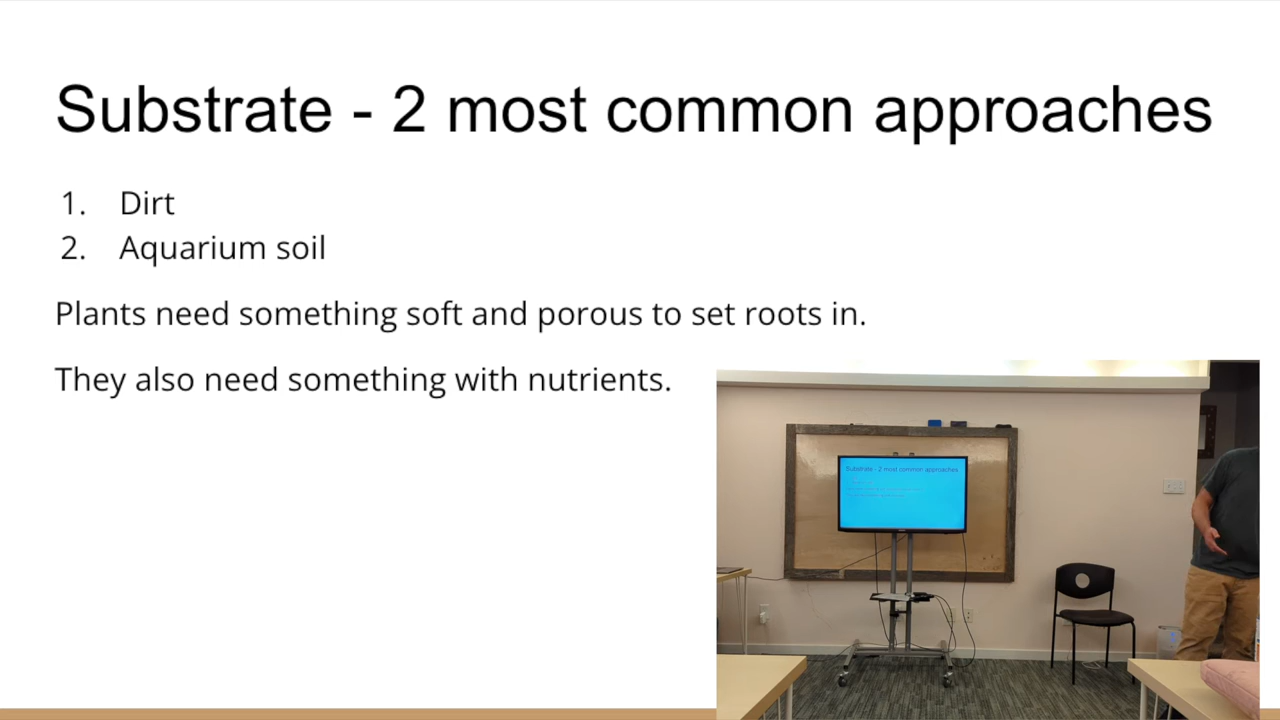 Substrate - 2 most common approaches
1. Dirt
2. Aquarium soil
Plants need something soft and porous to set roots in.
They also need something with nutrients.
Substrate - 2 most common approaches